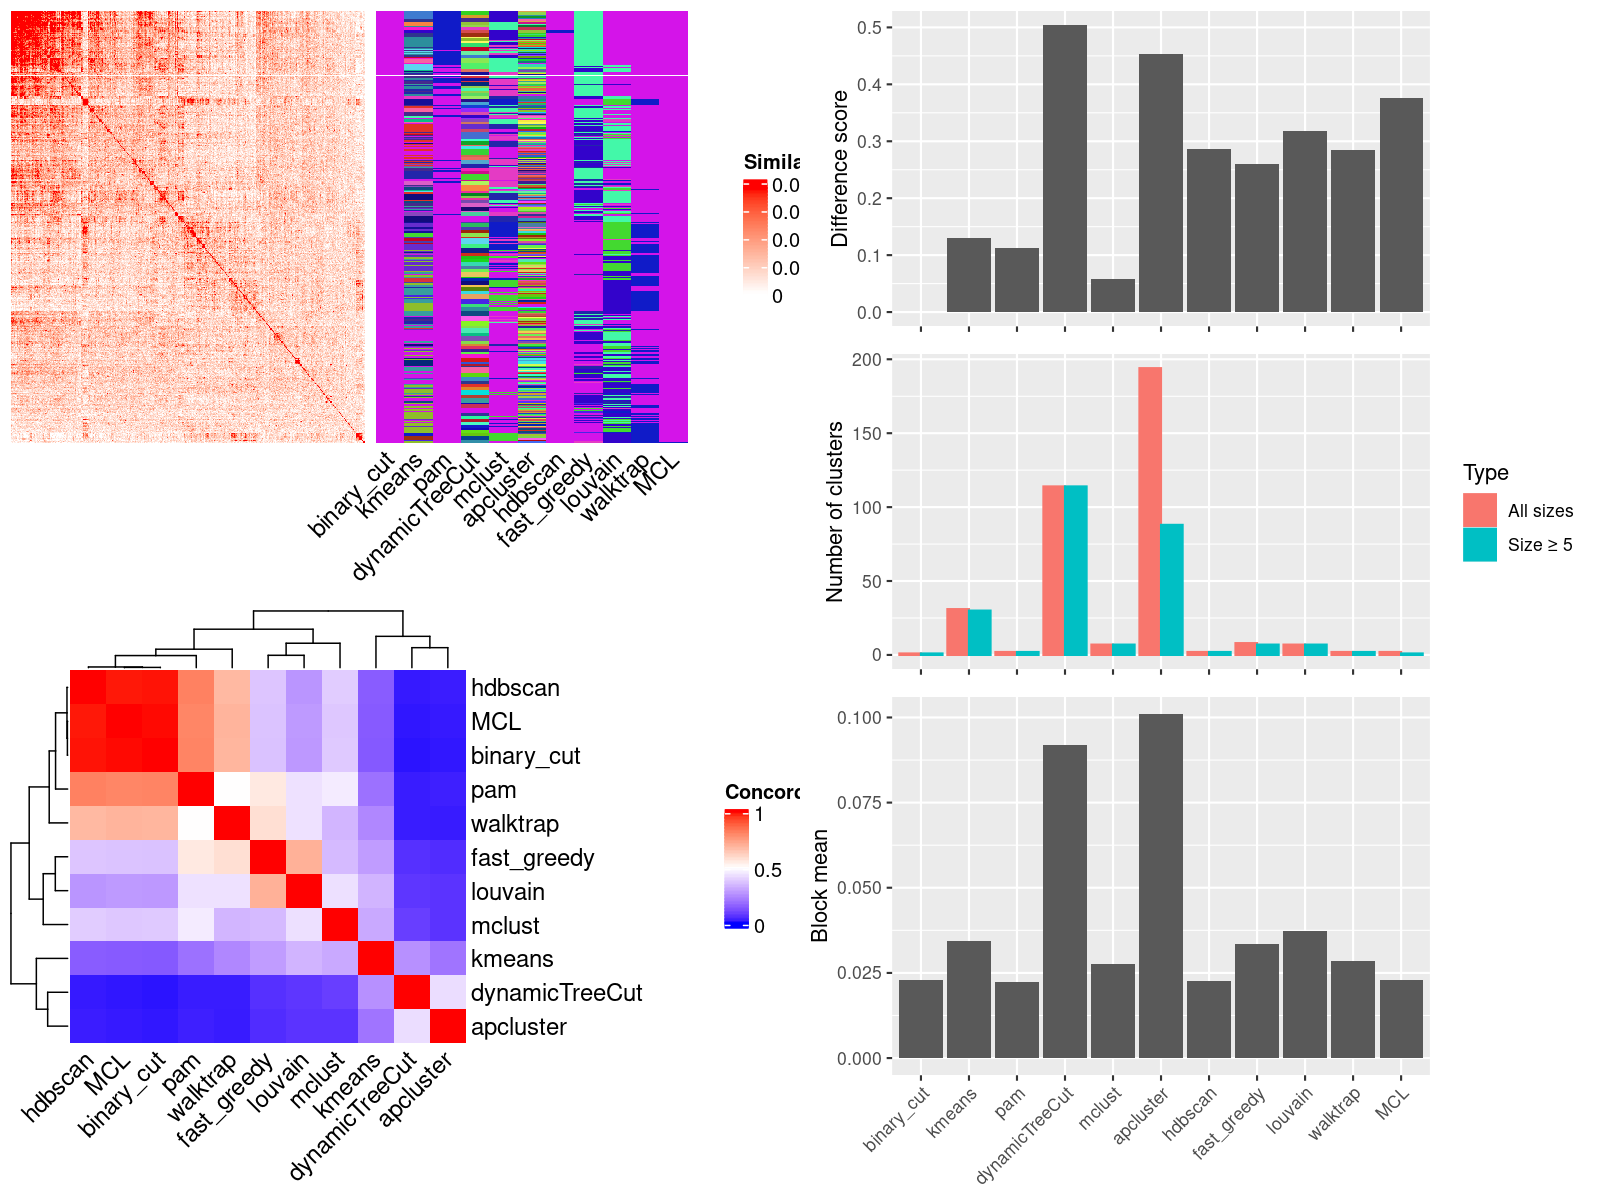 Simila
0.0
0.0
0.0
0.0
0
binary_cut
kmeans
pam
dynamicTreeCut
mclust
apcluster
hdbscan
fast_greedy
louvain
walktrap
MCL
hdbscan
MCL
binary_cut
pam
walktrap
fast_greedy
louvain
mclust
kmeans
dynamicTreeCut
apcluster
hdbscan
MCL
binary_cut
pam
walktrap
fast_greedy
louvain
mclust
kmeans
dynamicTreeCut
apcluster
Concord
1
0.5
0
Difference score
0.5
0.4
0.3
0.2
0.1
0.0
Number of clusters
200
150
100
50
0
Type
All sizes
Size ≥ 5
Block mean
0.100
0.075
0.050
0.025
0.000
binary_cut
kmeans
pam
dynamicTreeCut
mclust
apcluster
hdbscan
fast_greedy
louvain
walktrap
MCL